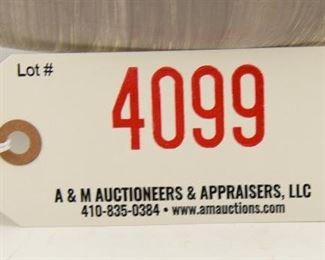 Lot #
4099
A & M AUCTIONEERS & APPRAISERS, LLC
410-835-0384 • www.amauctions.com